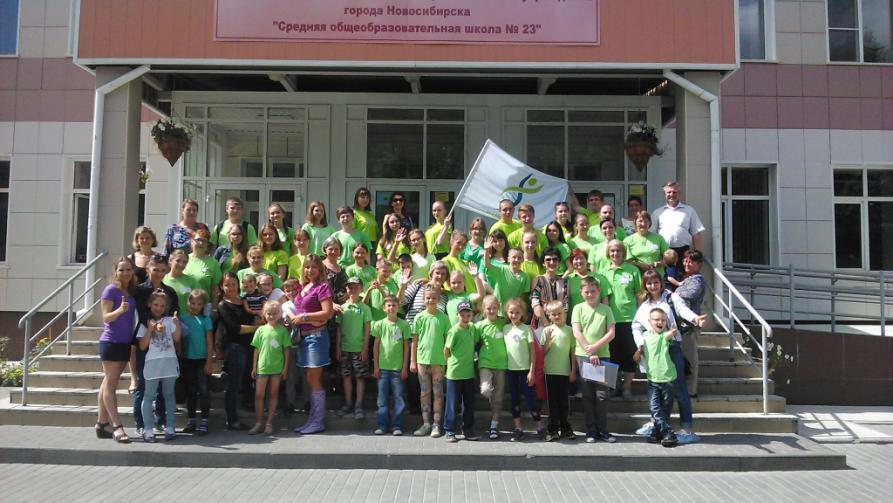 города Новосибирска
"Средняя общеобразовательная школа № 23"